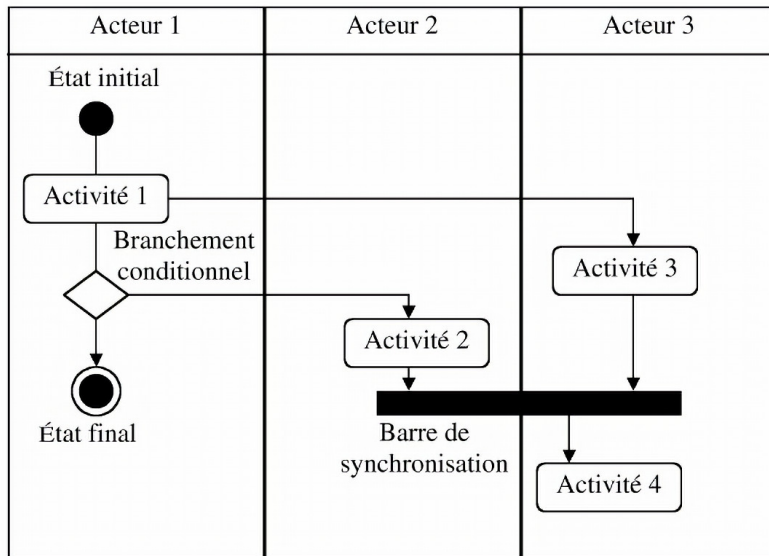 Acteur 1
Acteur 2
Acteur 3
État initial
Activité 1
Branchement
conditionnel
Activité 3
Activité 2
État final
Barre de
synchronisation
Activité 4